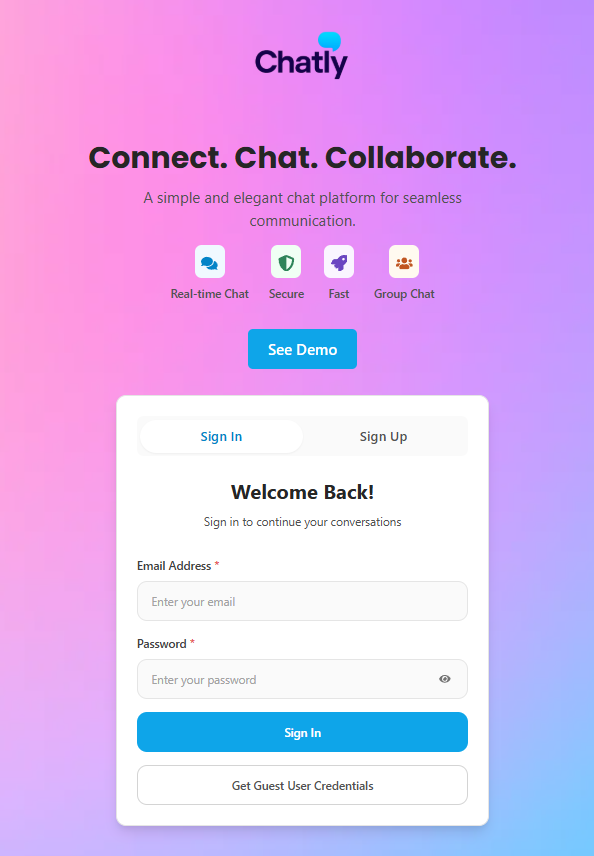 Chatly
Connect. Chat. Collaborate.
A simple and elegant chat platform for seamless
communication.
Real-time Chat
Secure
Fast
Group Chat
See Demo
Sign In
Sign Up
Welcome Back!
Sign in to continue your conversations
Email Address *
Enter your email
Password *
Enter your password
Sign In
Get Guest User Credentials